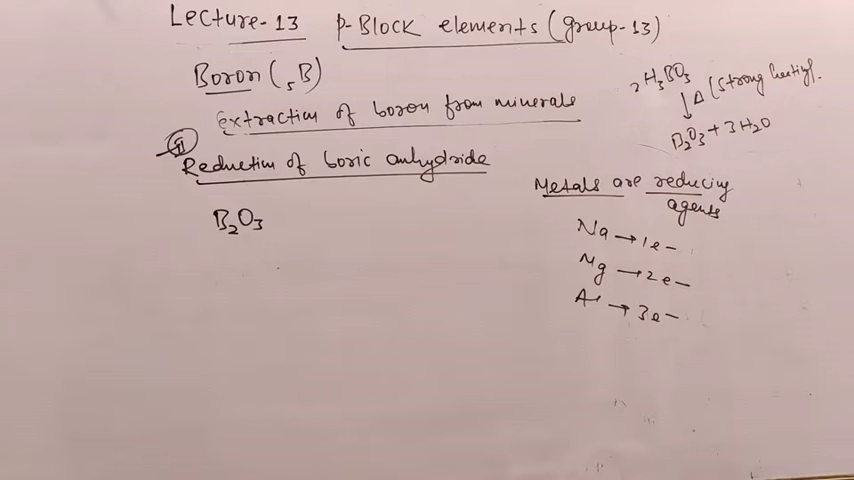 Lecture-13 P-Block elements (group-13)
Boron (₅B)
extraction of boron from minerals
II
Reduction of boric anhydride
B₂O₃
2H₃BO₃
↓ Δ (strong heating).
B₂O₃ + 3H₂O
Metals are reducing
agents
Na → 1e-
Mg → 2e-
Al → 3e-